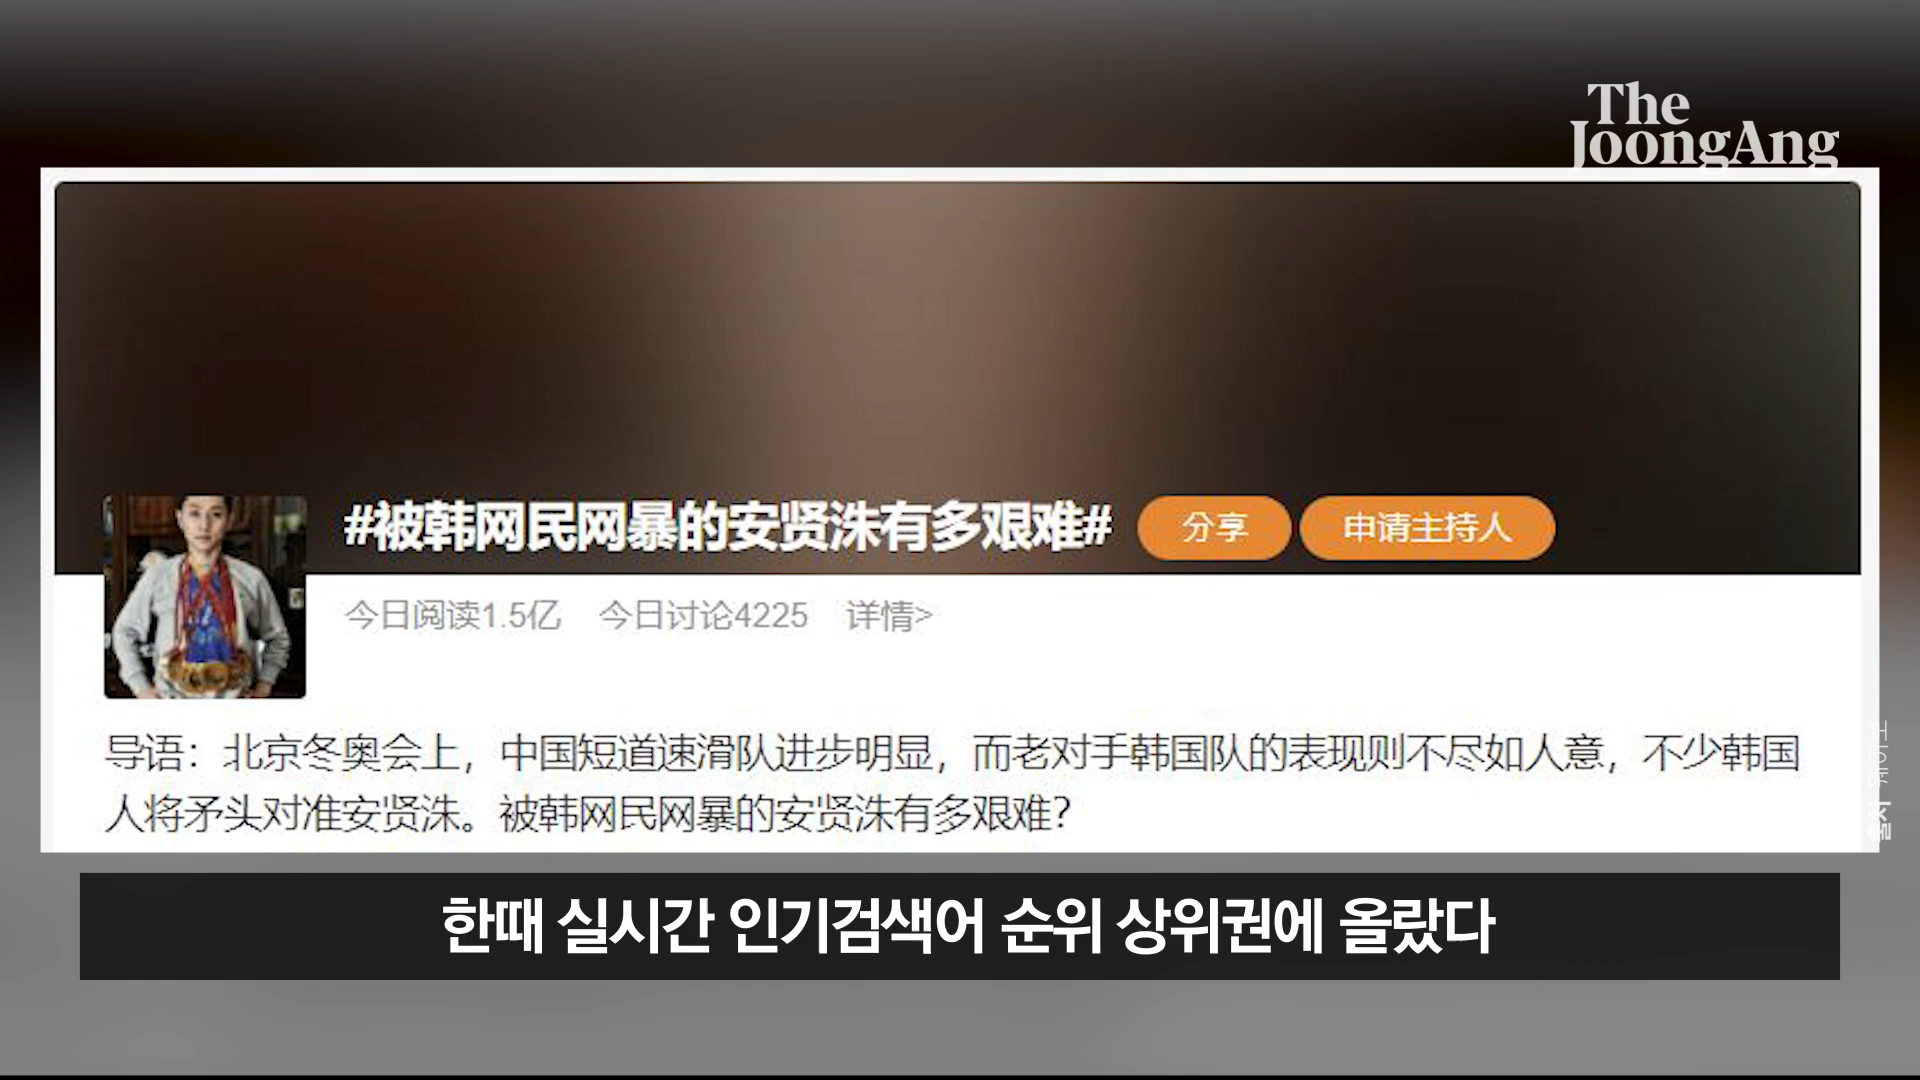 The
JoongAng
#被韩网民网暴的安贤洙有多艰难#
分享
申请主持人
今日阅读1.5亿 今日讨论4225 详情>
导语：北京冬奥会上，中国短道速滑队进步明显，而老对手韩国队的表现则不尽如人意，不少韩国
人将矛头对准安贤洙。被韩网民网暴的安贤洙有多艰难？
한때 실시간 인기검색어 순위 상위권에 올랐다